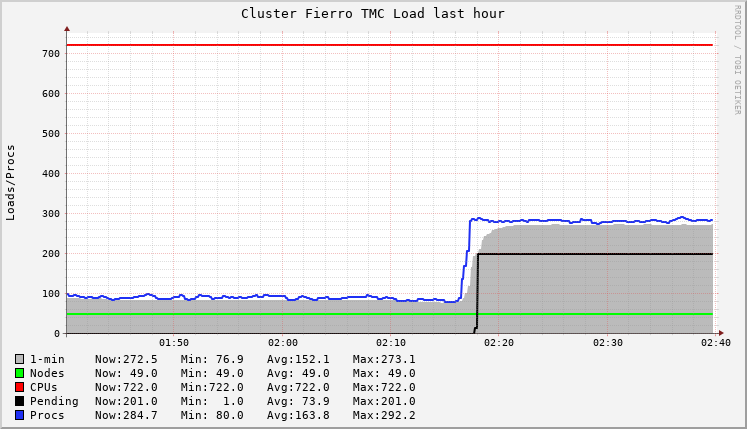 Cluster Fierro TMC Load last hour
RRDTOOL / TOBI OETIKER
Loads/Procs
700
600
500
400
300
200
100
0
01:50 02:00 02:10 02:20 02:30 02:40
1-min Now:272.5 Min: 76.9 Avg:152.1 Max:273.1
Nodes Now: 49.0 Min: 49.0 Avg: 49.0 Max: 49.0
CPUs Now:722.0 Min:722.0 Avg:722.0 Max:722.0
Pending Now:201.0 Min: 1.0 Avg: 73.9 Max:201.0
Procs Now:284.7 Min: 80.0 Avg:163.8 Max:292.2